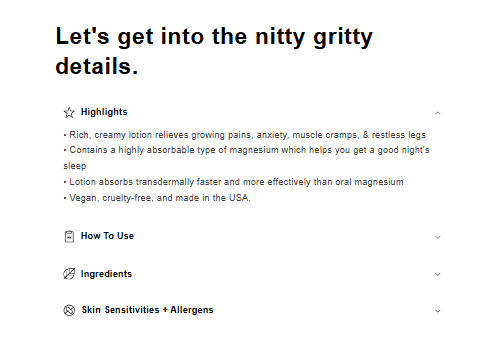 Let's get into the nitty gritty
details.
Highlights
• Rich, creamy lotion relieves growing pains, anxiety, muscle cramps, & restless legs
• Contains a highly absorbable type of magnesium which helps you get a good night's
sleep
• Lotion absorbs transdermally faster and more effectively than oral magnesium
• Vegan, cruelty-free, and made in the USA.
How To Use
Ingredients
Skin Sensitivities + Allergens